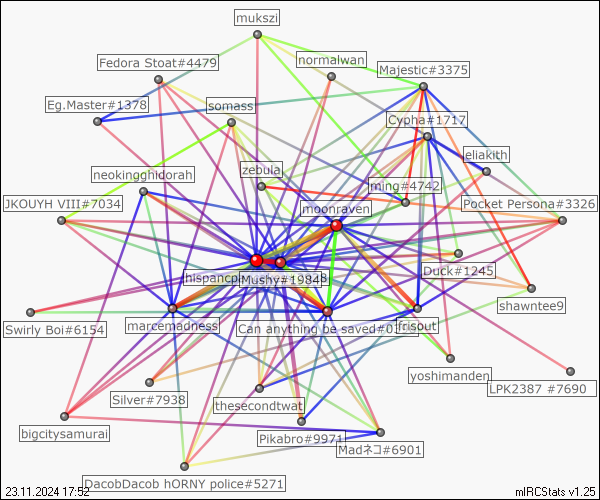 mukszi
normalwan
Fedora Stoat#4479
Majestic#3375
Eg.Master#1378
somass
Cypha#1717
eliakith
zebula
neokingghidorah
ming#4742
JKOUYH VIII#7034
moonraven
Pocket Persona#3326
Duck#1245
hispancp
Mushy#1984
8
shawntee9
Swirly Boi#6154
marcemadness
Can anything be saved#0
frisout
yoshimanden
LPK2387 #7690
Silver#7938
thesecondtwat
bigcitysamurai
Pikabro#9971
Madネコ#6901
DacobDacob hORNY police#5271
23.11.2024 17:52
mIRCStats v1.25